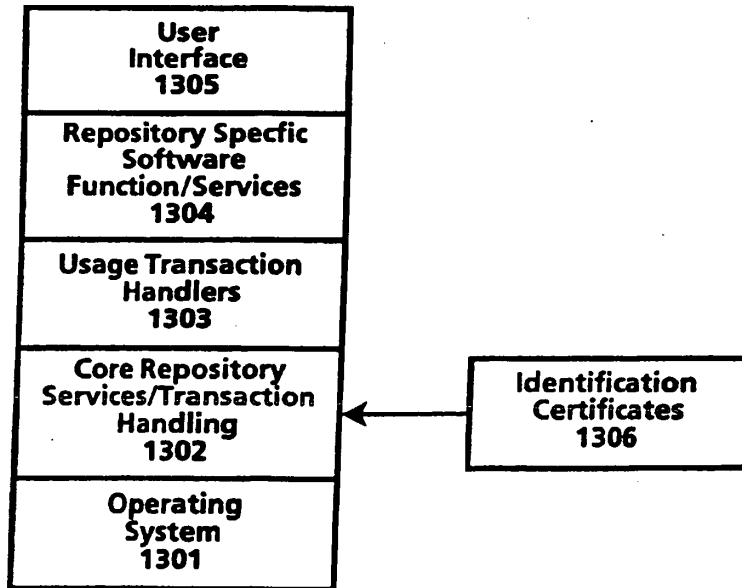 User
Interface
1305
Repository Specfic
Software
Function/Services
1304
Usage Transaction
Handlers
1303
Core Repository
Services/Transaction
Handling
1302
Identification
Certificates
1306
Operating
System
1301